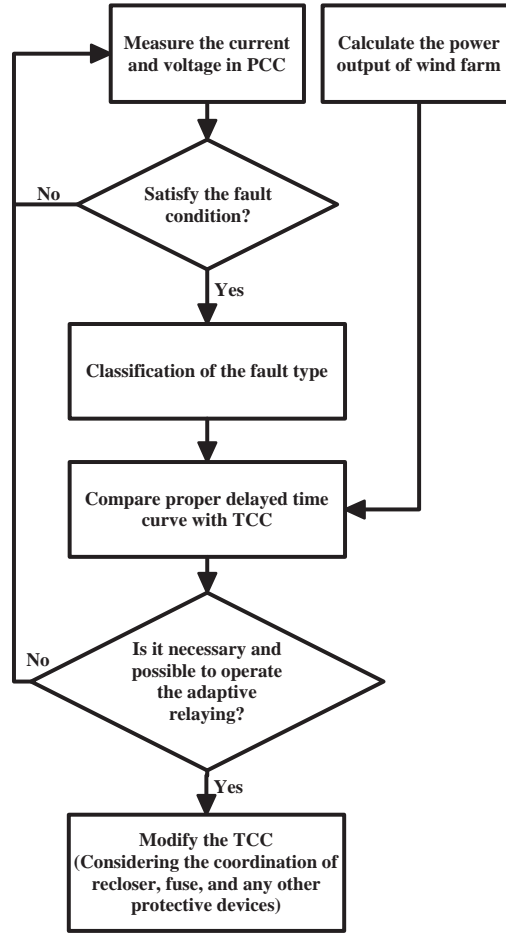 Measure the current
and voltage in PCC
Calculate the power
output of wind farm
No
Satisfy the fault
condition?
Yes
Classification of the fault type
Compare proper delayed time
curve with TCC
No
Is it necessary and
possible to operate
the adaptive
relaying?
Yes
Modify the TCC
(Considering the coordination of
recloser, fuse, and any other
protective devices)